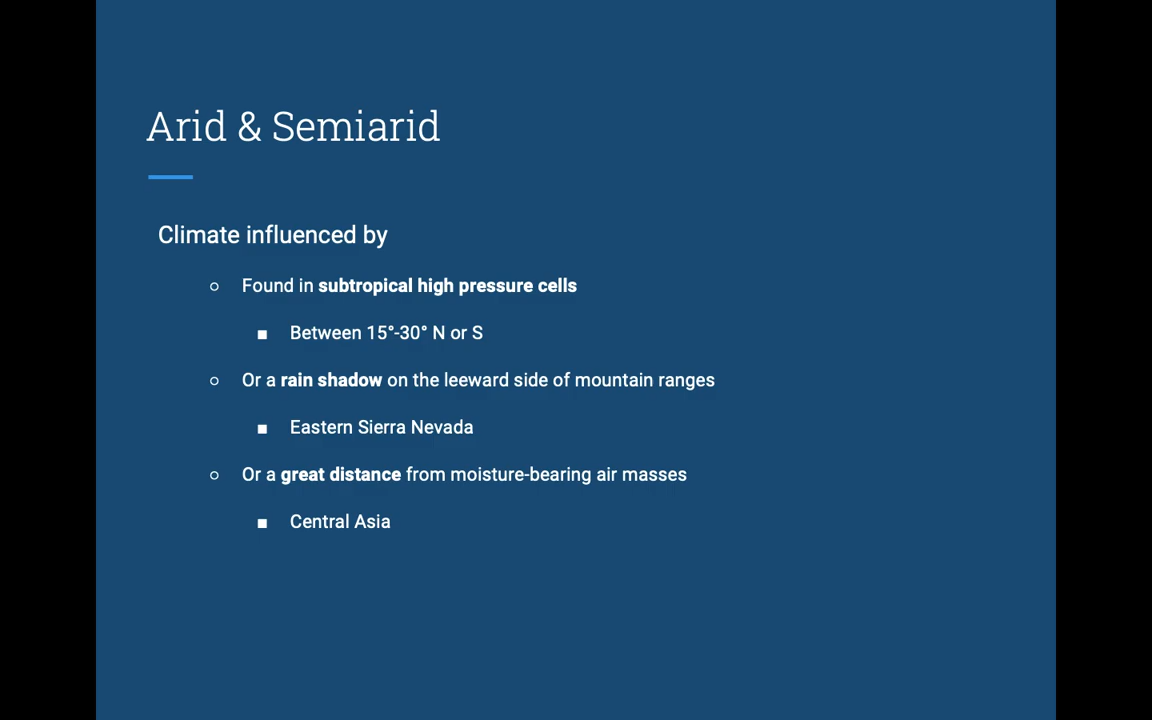 Arid & Semiarid
Climate influenced by
○ Found in subtropical high pressure cells
■ Between 15°-30° N or S
○ Or a rain shadow on the leeward side of mountain ranges
■ Eastern Sierra Nevada
○ Or a great distance from moisture-bearing air masses
■ Central Asia